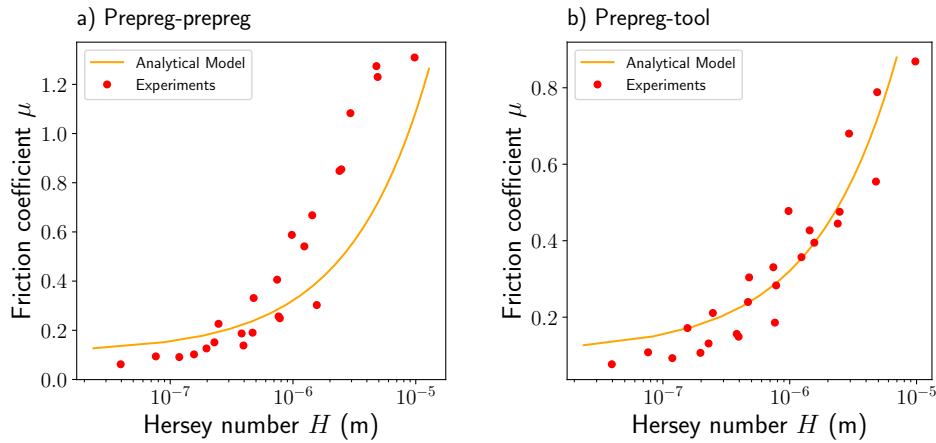 a) Prepreg-prepreg
Analytical Model
Experiments
Friction coefficient μ
1.2
1.0
0.8
0.6
0.4
0.2
0.0
10⁻⁷
10⁻⁶
10⁻⁵
Hersey number H (m)
b) Prepreg-tool
Analytical Model
Experiments
Friction coefficient μ
0.8
0.6
0.4
0.2
10⁻⁷
10⁻⁶
10⁻⁵
Hersey number H (m)